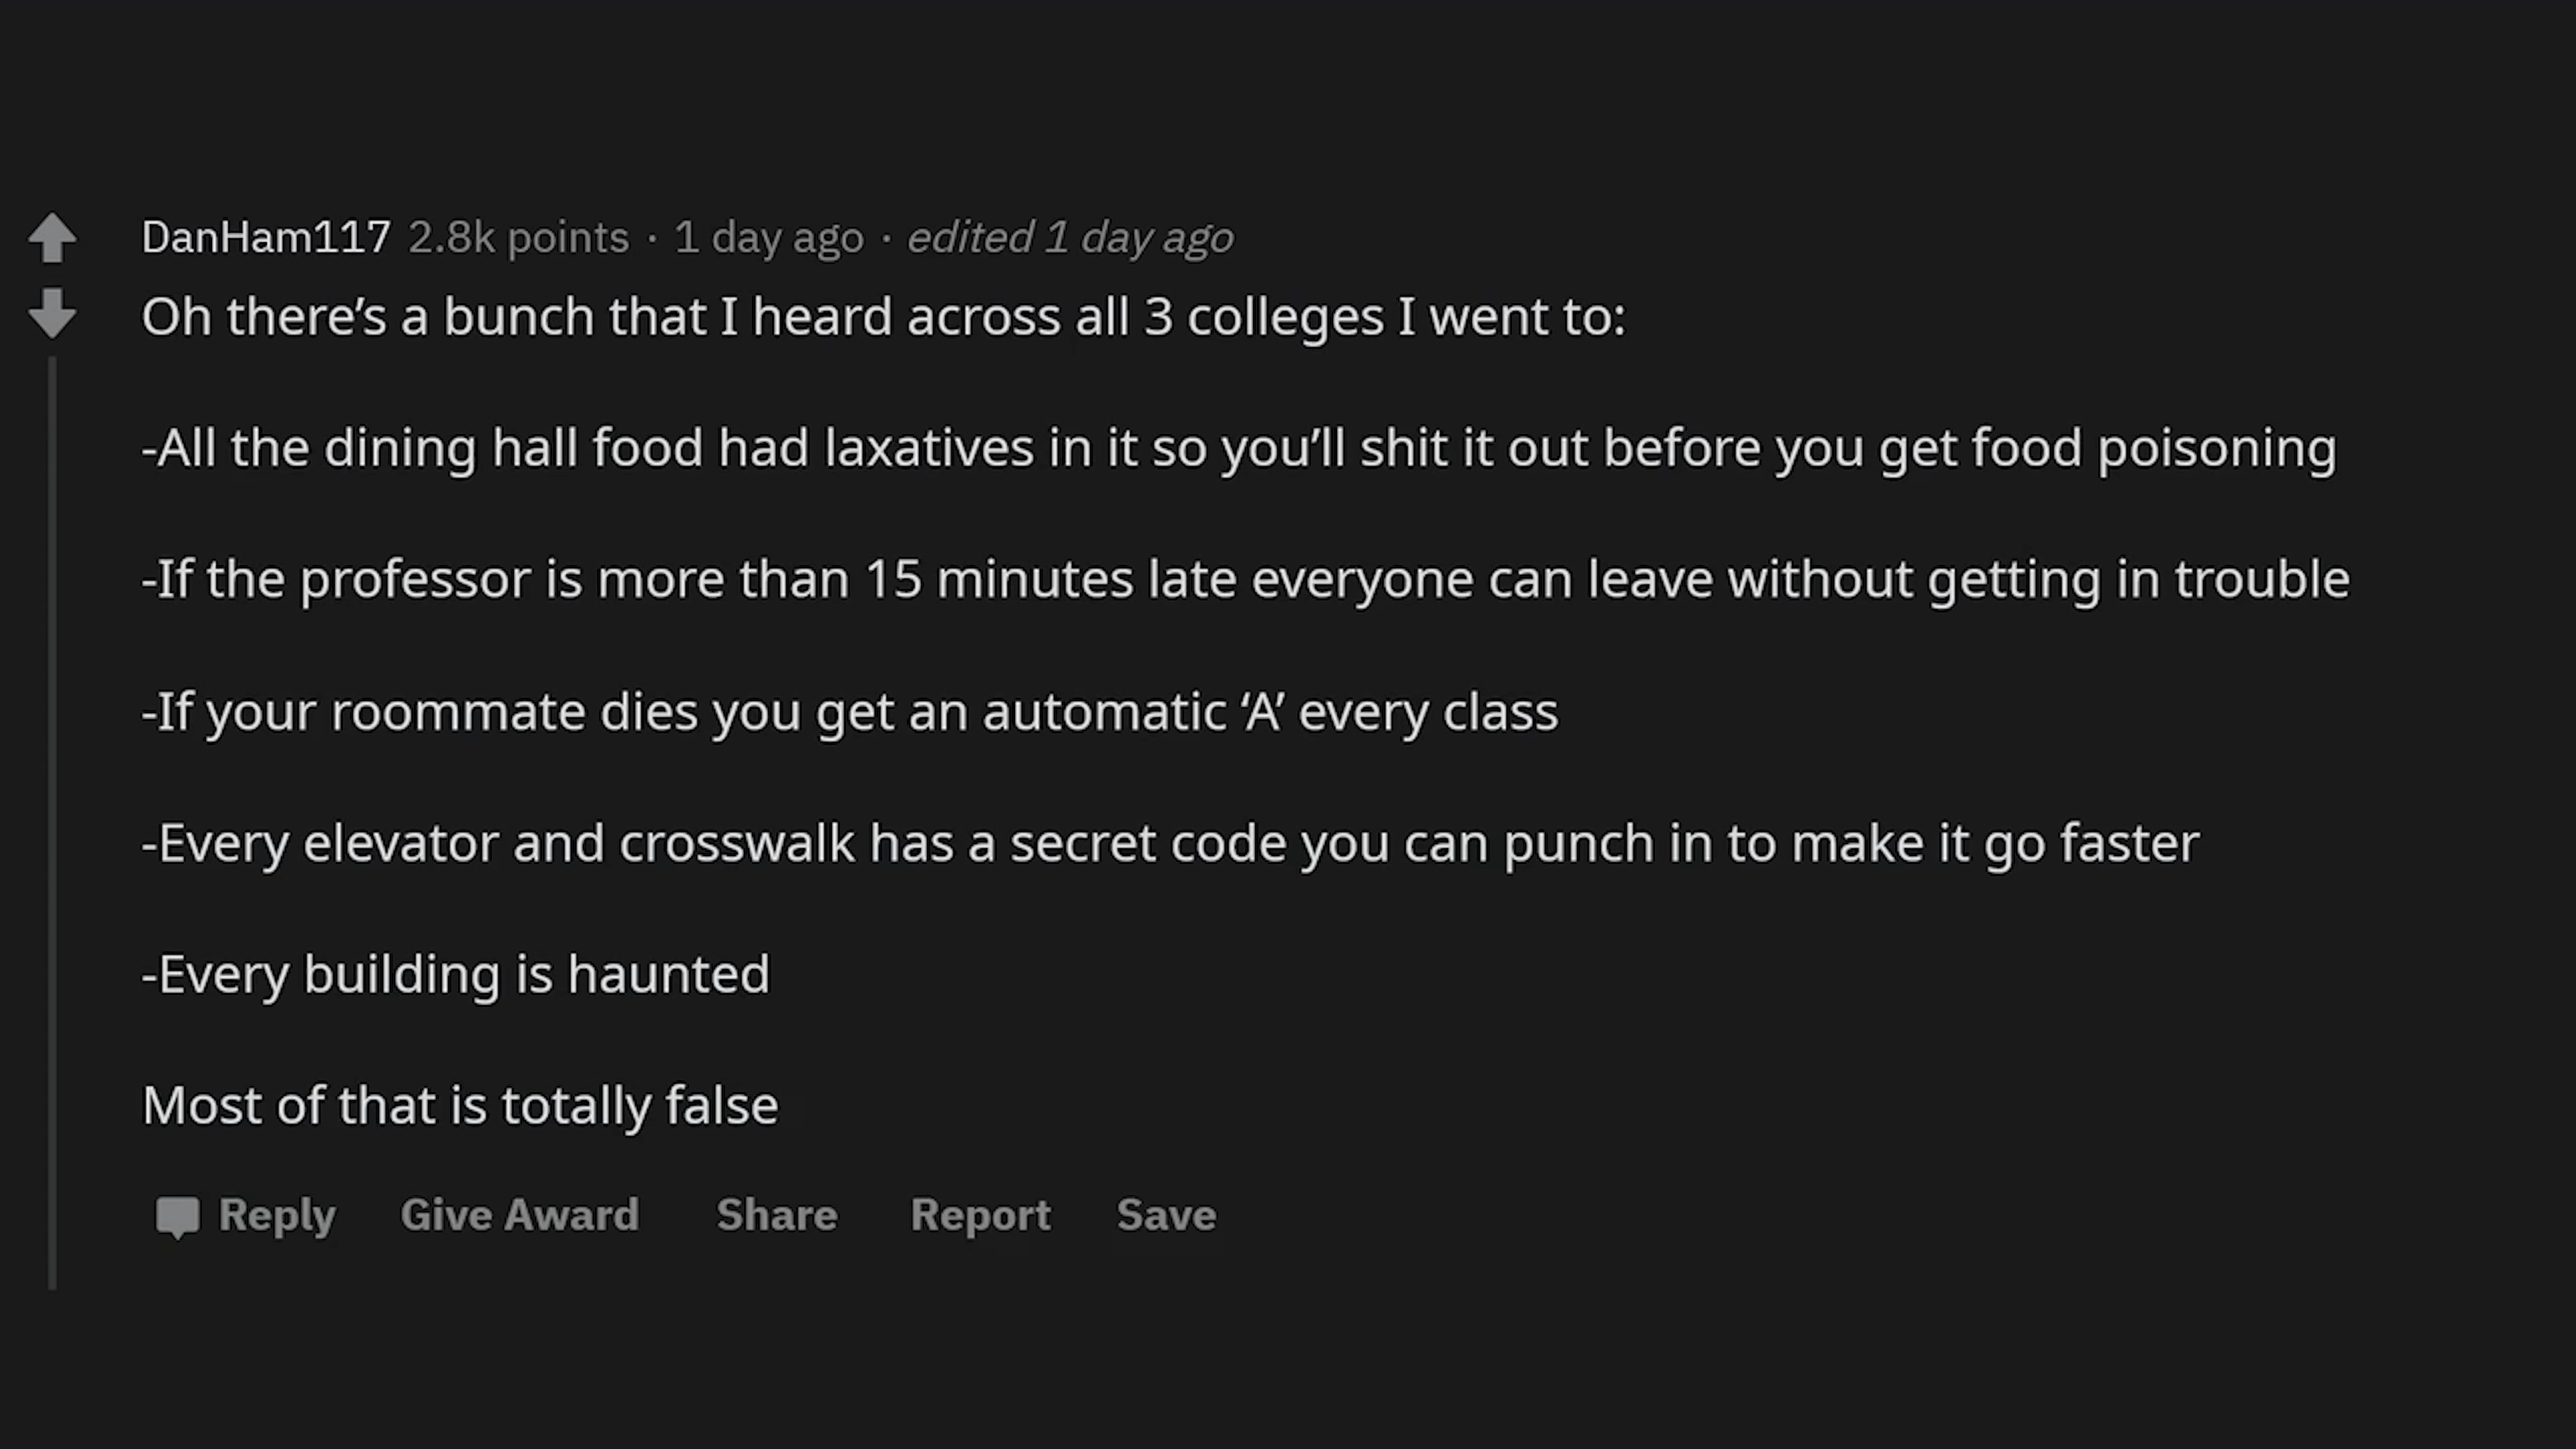 DanHam117 2.8k points · 1 day ago · edited 1 day ago
Oh there’s a bunch that I heard across all 3 colleges I went to:
-All the dining hall food had laxatives in it so you’ll shit it out before you get food poisoning
-If the professor is more than 15 minutes late everyone can leave without getting in trouble
-If your roommate dies you get an automatic ‘A’ every class
-Every elevator and crosswalk has a secret code you can punch in to make it go faster
-Every building is haunted
Most of that is totally false
Reply Give Award Share Report Save